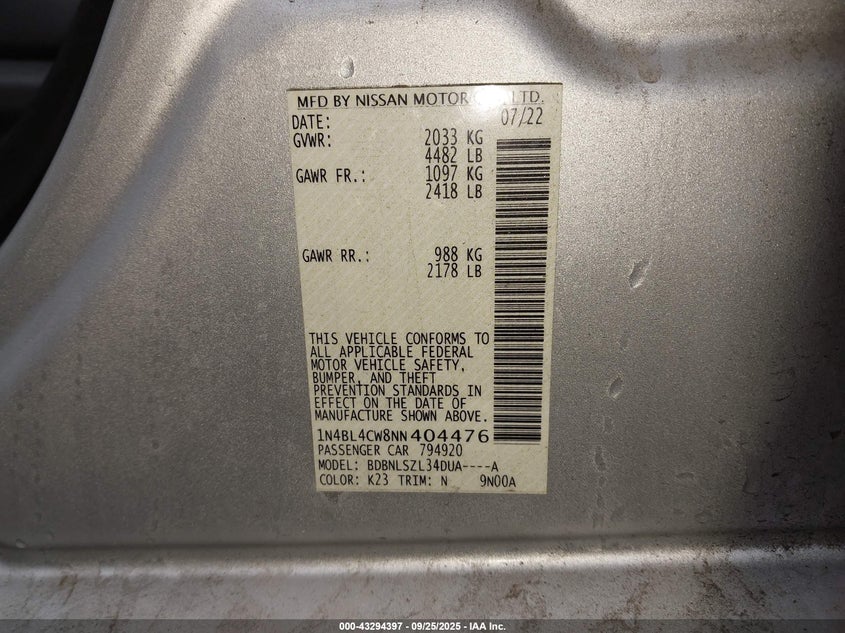 MFD BY NISSAN MOTOR LTD.
DATE: 07/22
GVWR: 2033 KG
4482 LB
GAWR FR.: 1097 KG
2418 LB
GAWR RR.: 988 KG
2178 LB
THIS VEHICLE CONFORMS TO
ALL APPLICABLE FEDERAL
MOTOR VEHICLE SAFETY,
BUMPER, AND THEFT
PREVENTION STANDARDS IN
EFFECT ON THE DATE OF
MANUFACTURE SHOWN ABOVE.
1N4BL4CW8NN404476
PASSENGER CAR 794920
MODEL: BDBNLSZL34DUA----A
COLOR: K23 TRIM: N 9N00A
000-43294397 - 09/25/2025 - IAA Inc.